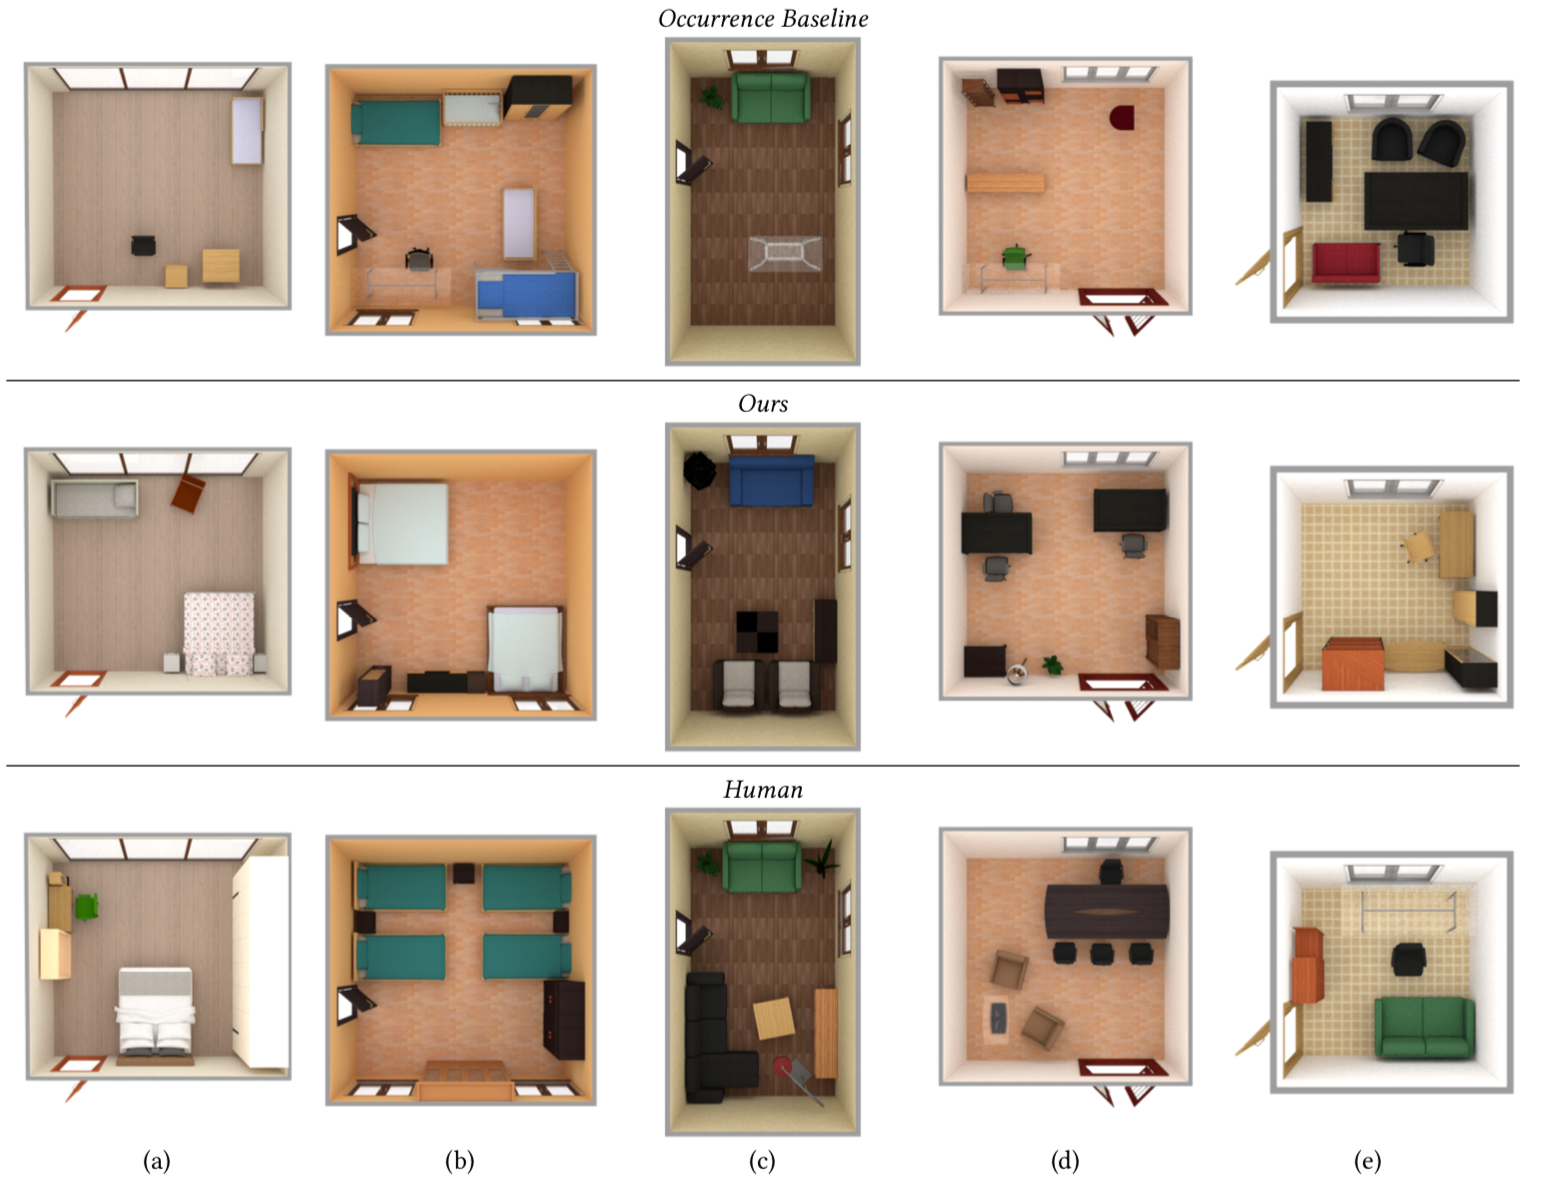 Occurrence Baseline
Ours
Human
(a) (b) (c) (d) (e)